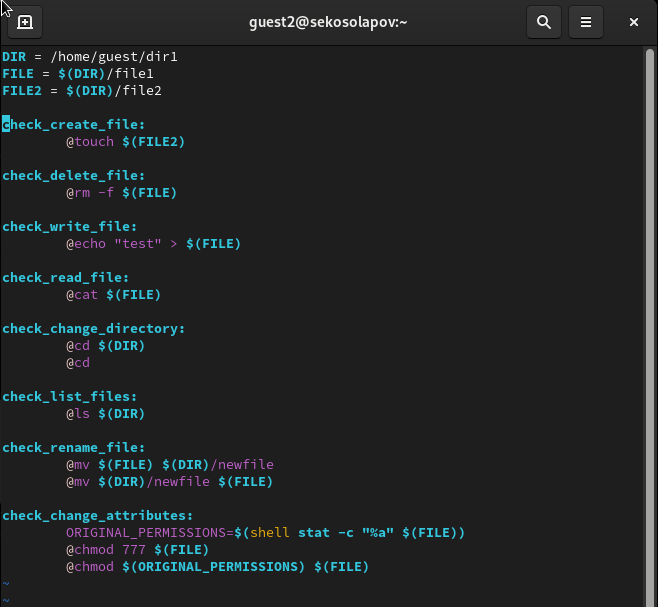 guest2@sekosolapov:~
DIR = /home/guest/dir1
FILE = $(DIR)/file1
FILE2 = $(DIR)/file2
check_create_file:
@touch $(FILE2)
check_delete_file:
@rm -f $(FILE)
check_write_file:
@echo "test" > $(FILE)
check_read_file:
@cat $(FILE)
check_change_directory:
@cd $(DIR)
@cd
check_list_files:
@ls $(DIR)
check_rename_file:
@mv $(FILE) $(DIR)/newfile
@mv $(DIR)/newfile $(FILE)
check_change_attributes:
ORIGINAL_PERMISSIONS=$(shell stat -c "%a" $(FILE))
@chmod 777 $(FILE)
@chmod $(ORIGINAL_PERMISSIONS) $(FILE)
~
~